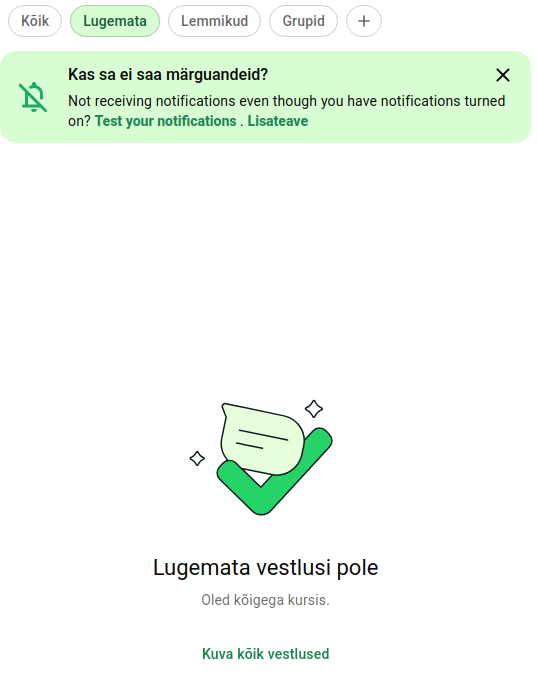 Kõik Lugemata Lemmikud Grupid +
Kas sa ei saa märguandeid?
Not receiving notifications even though you have notifications turned
on? Test your notifications . Lisateave
Lugemata vestlusi pole
Oled kõigega kursis.
Kuva kõik vestlused